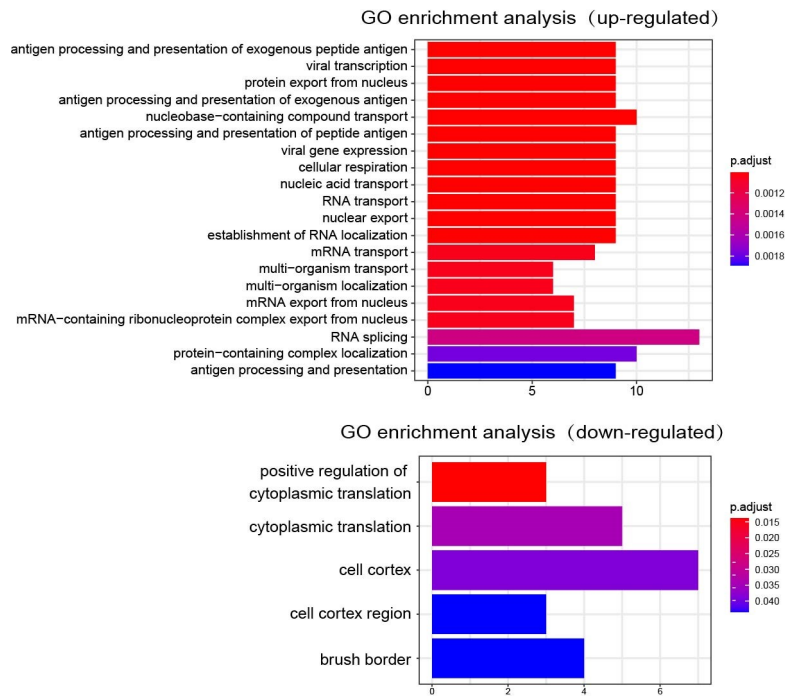 GO enrichment analysis（up-regulated）
antigen processing and presentation of exogenous peptide antigen
viral transcription
protein export from nucleus
antigen processing and presentation of exogenous antigen
nucleobase-containing compound transport
antigen processing and presentation of peptide antigen
viral gene expression
cellular respiration
nucleic acid transport
RNA transport
nuclear export
establishment of RNA localization
mRNA transport
multi-organism transport
multi-organism localization
mRNA export from nucleus
mRNA-containing ribonucleoprotein complex export from nucleus
RNA splicing
protein-containing complex localization
antigen processing and presentation
0 5 10
p.adjust
0.0012
0.0014
0.0016
0.0018
GO enrichment analysis（down-regulated）
positive regulation of
cytoplasmic translation
cytoplasmic translation
cell cortex
cell cortex region
brush border
0 2 4 6
p.adjust
0.015
0.020
0.025
0.030
0.035
0.040